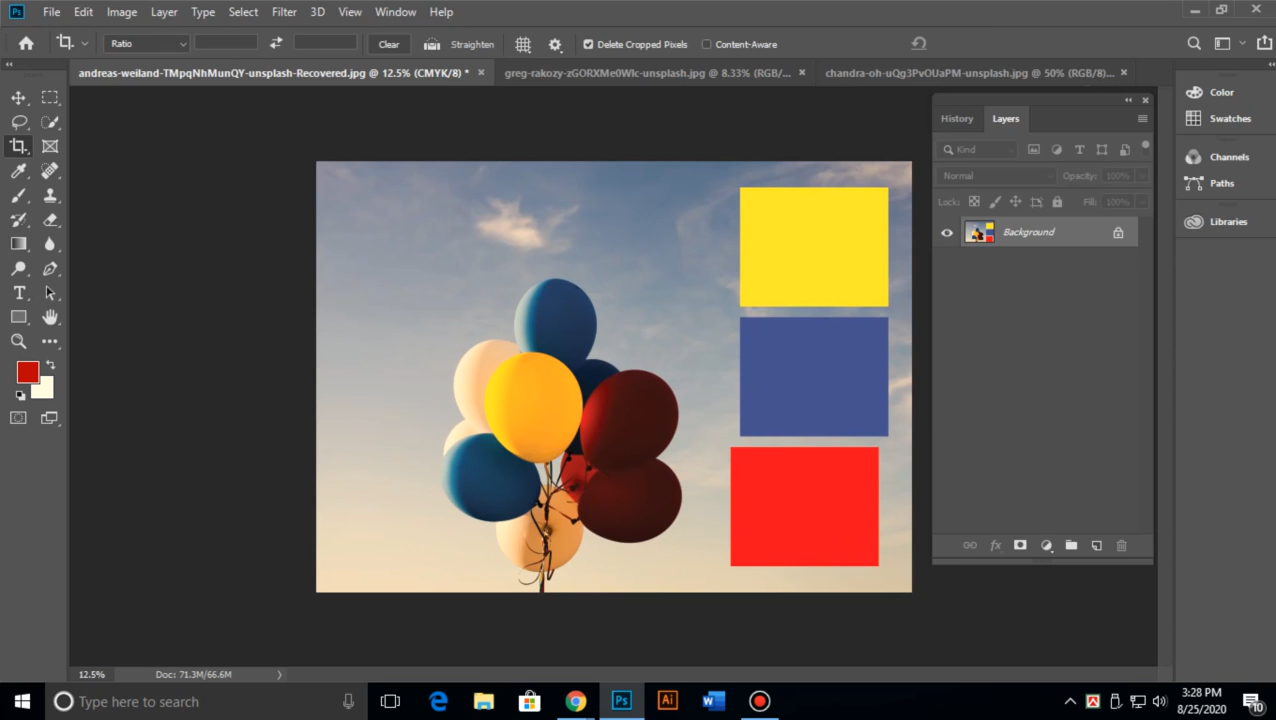 Ps File Edit Image Layer Type Select Filter 3D View Window Help
Ratio Clear Straighten Delete Cropped Pixels Content-Aware
andreas-weiland-TMpqNhMunQY-unsplash-Recovered.jpg @ 12.5% (CMYK/8) * greg-rakozy-zGORXMe0WIc-unsplash.jpg @ 8.33% (RGB/... chandra-oh-uQg3PvOUaPM-unsplash.jpg @ 50% (RGB/8)...
History Layers
Kind
Normal Opacity: 100%
Lock: Fill: 100%
Background
Color
Swatches
Channels
Paths
Libraries
T
12.5% Doc: 71.3M/66.6M
Type here to search
Ps Ai W
3:28 PM
8/25/2020
10